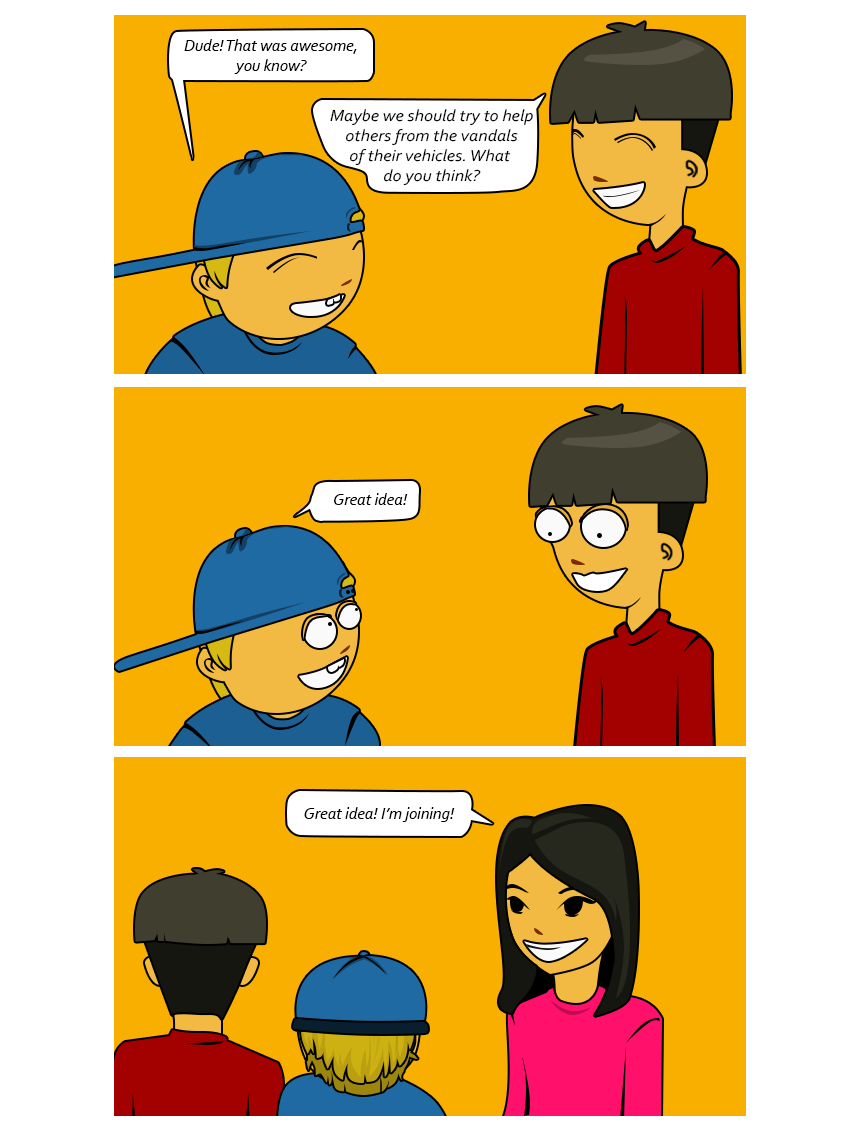 Dude! That was awesome,
you know?
Maybe we should try to help
others from the vandals
of their vehicles. What
do you think?
Great idea!
Great idea! I'm joining!